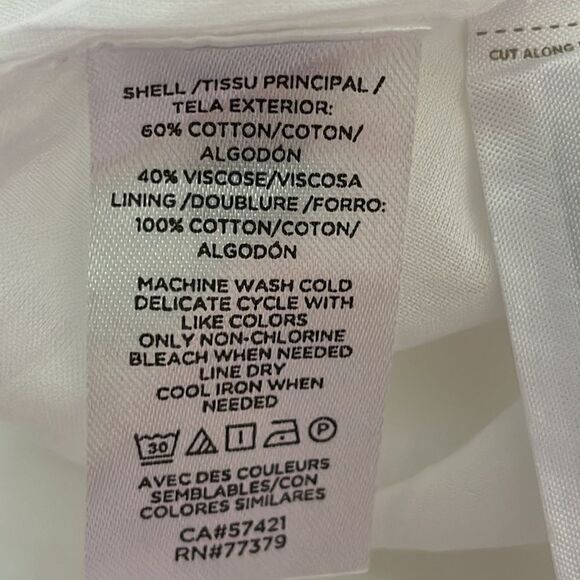 SHELL /TISSU PRINCIPAL /
TELA EXTERIOR:
60% COTTON/COTON/
ALGODÓN
40% VISCOSE/VISCOSA
LINING /DOUBLURE /FORRO:
100% COTTON/COTON/
ALGODÓN
MACHINE WASH COLD
DELICATE CYCLE WITH
LIKE COLORS
ONLY NON-CHLORINE
BLEACH WHEN NEEDED
LINE DRY
COOL IRON WHEN
NEEDED
30 P
AVEC DES COULEURS
SEMBLABLES/CON
COLORES SIMILARES
CA#57421
RN#77379
CUT ALONG